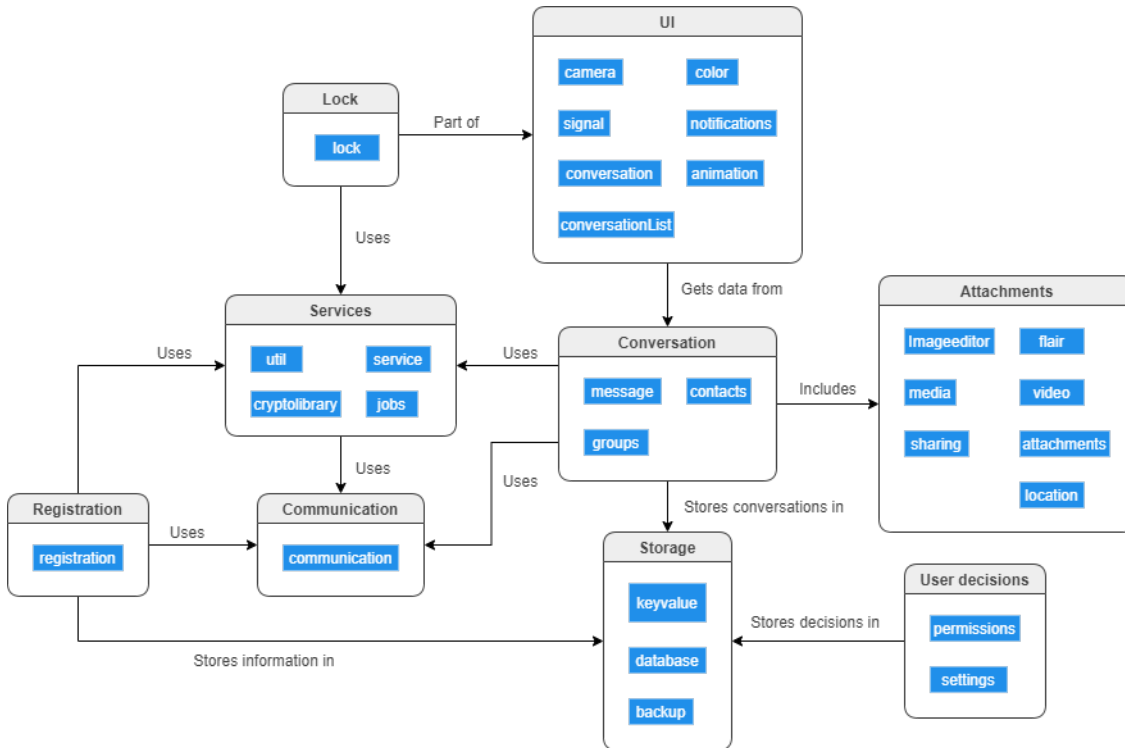 UI
camera
color
signal
notifications
conversation
animation
conversationList
Lock
lock
Part of
Uses
Gets data from
Services
util
service
cryptolibrary
jobs
Uses
Uses
Conversation
message
contacts
groups
Includes
Attachments
Imageeditor
flair
media
video
sharing
attachments
location
Uses
Uses
Stores conversations in
Registration
registration
Uses
Communication
communication
Storage
keyvalue
database
backup
Stores information in
Stores decisions in
User decisions
permissions
settings